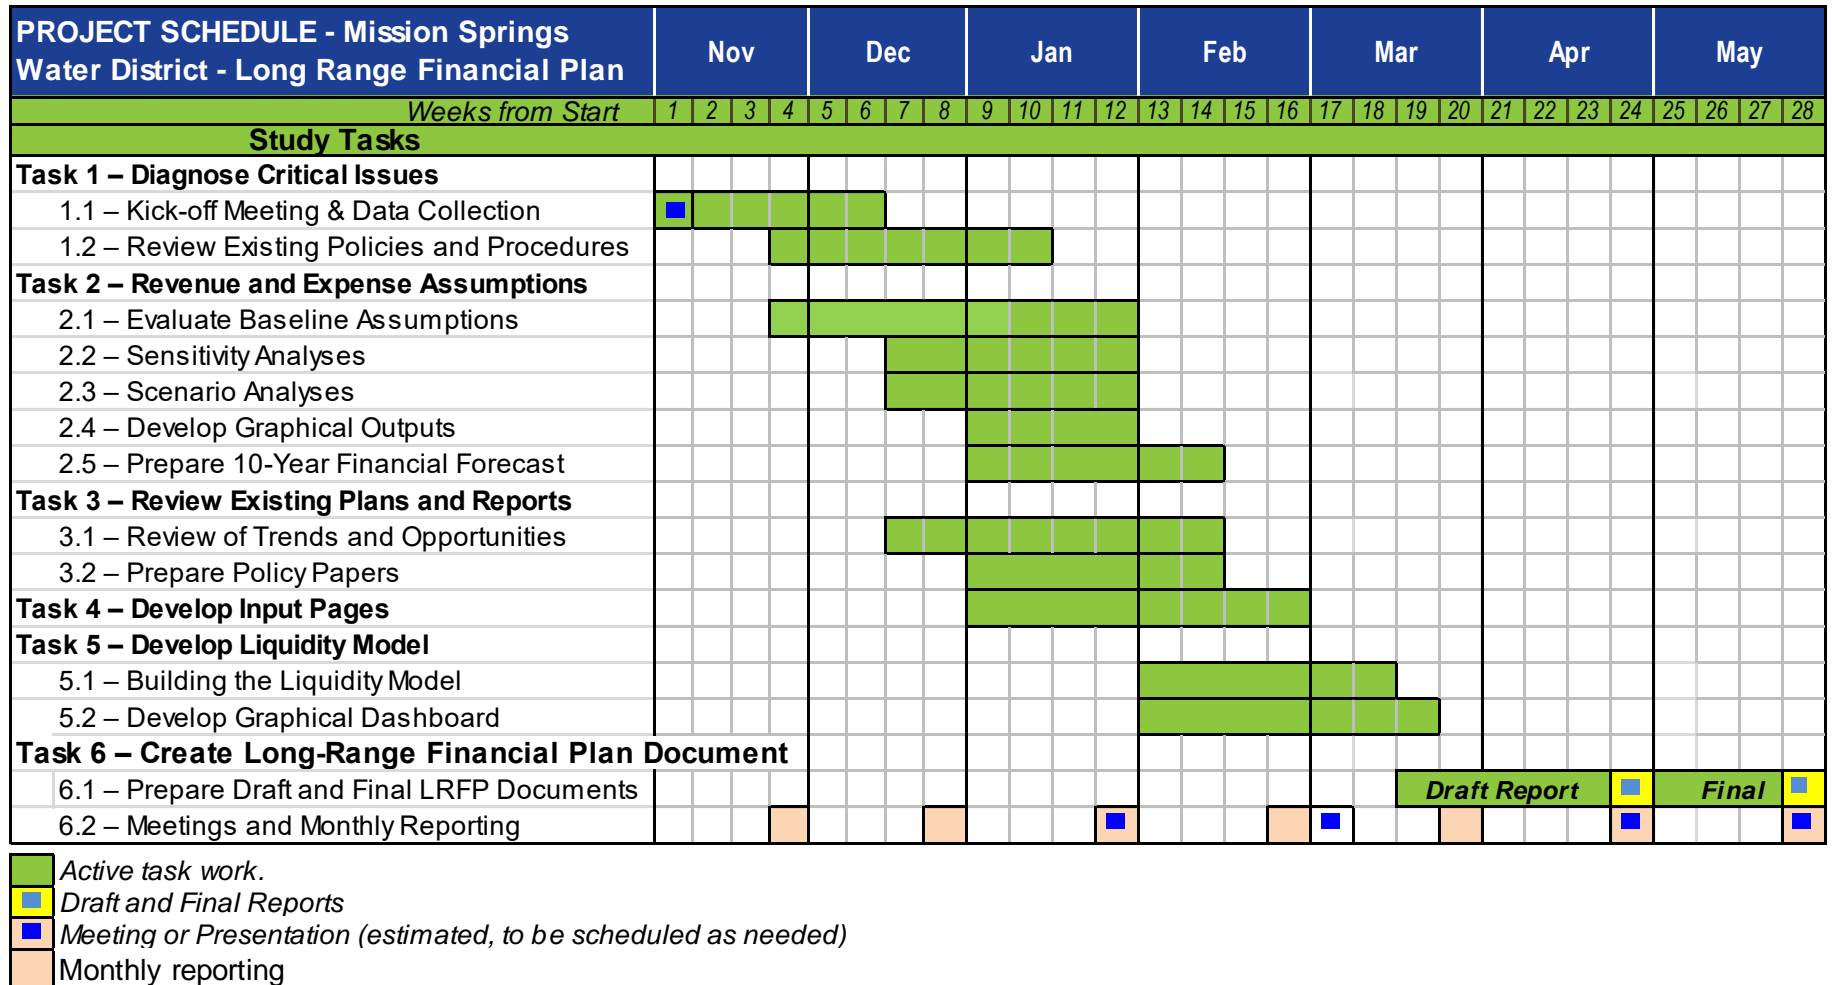 PROJECT SCHEDULE - Mission Springs
Water District - Long Range Financial Plan
Nov Dec Jan Feb Mar Apr May
Weeks from Start 1 2 3 4 5 6 7 8 9 10 11 12 13 14 15 16 17 18 19 20 21 22 23 24 25 26 27 28
Study Tasks
Task 1 – Diagnose Critical Issues
1.1 – Kick-off Meeting & Data Collection
1.2 – Review Existing Policies and Procedures
Task 2 – Revenue and Expense Assumptions
2.1 – Evaluate Baseline Assumptions
2.2 – Sensitivity Analyses
2.3 – Scenario Analyses
2.4 – Develop Graphical Outputs
2.5 – Prepare 10-Year Financial Forecast
Task 3 – Review Existing Plans and Reports
3.1 – Review of Trends and Opportunities
3.2 – Prepare Policy Papers
Task 4 – Develop Input Pages
Task 5 – Develop Liquidity Model
5.1 – Building the Liquidity Model
5.2 – Develop Graphical Dashboard
Task 6 – Create Long-Range Financial Plan Document
6.1 – Prepare Draft and Final LRFP Documents Draft Report Final
6.2 – Meetings and Monthly Reporting
Active task work.
Draft and Final Reports
Meeting or Presentation (estimated, to be scheduled as needed)
Monthly reporting